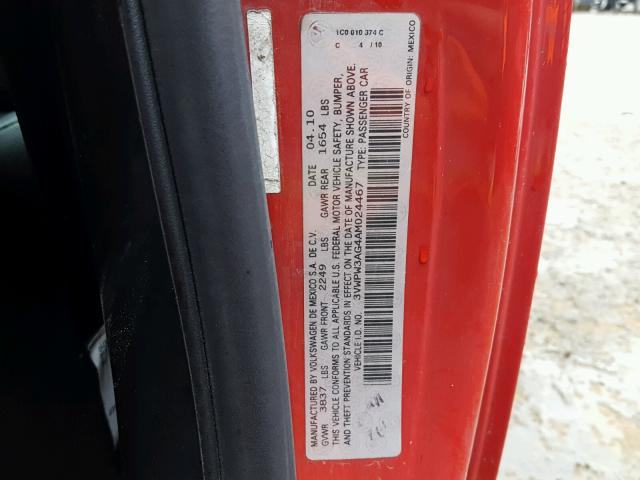 1C0 010 374 C
C 4 / 10
MANUFACTURED BY VOLKSWAGEN DE MEXICO S.A. DE C.V. DATE 04.10
GVWR 3837 LBS GAWR FRONT 2249 LBS GAWR REAR 1654 LBS
THIS VEHICLE CONFORMS TO ALL APPLICABLE U.S. FEDERAL MOTOR VEHICLE SAFETY, BUMPER,
AND THEFT PREVENTION STANDARDS IN EFFECT ON THE DATE OF MANUFACTURE SHOWN ABOVE.
VEHICLE I.D. NO. 3VWPW3AG4AM024467 TYPE: PASSENGER CAR
COUNTRY OF ORIGIN: MEXICO